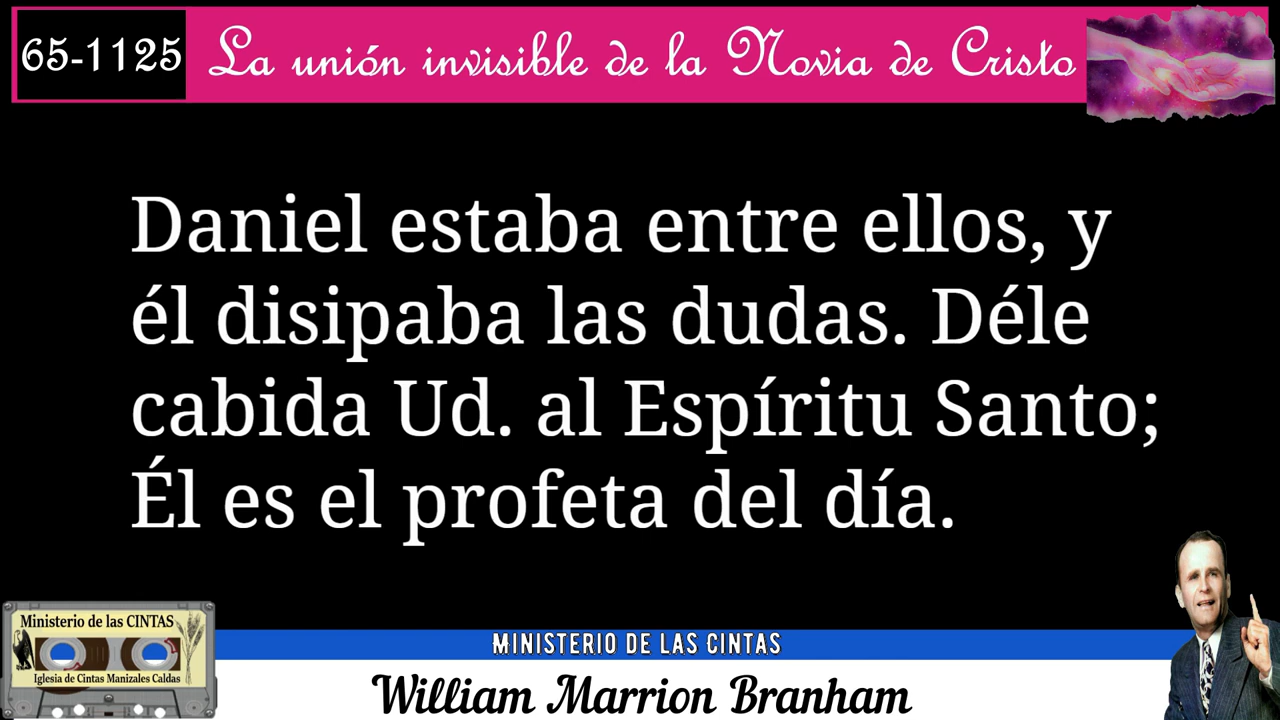 65-1125 La unión invisible de la Novia de Cristo
Daniel estaba entre ellos, y
él disipaba las dudas. Déle
cabida Ud. al Espíritu Santo;
Él es el profeta del día.
Ministerio de las CINTAS
Iglesia de Cintas Manizales Caldas
MINISTERIO DE LAS CINTAS
William Marrion Branham